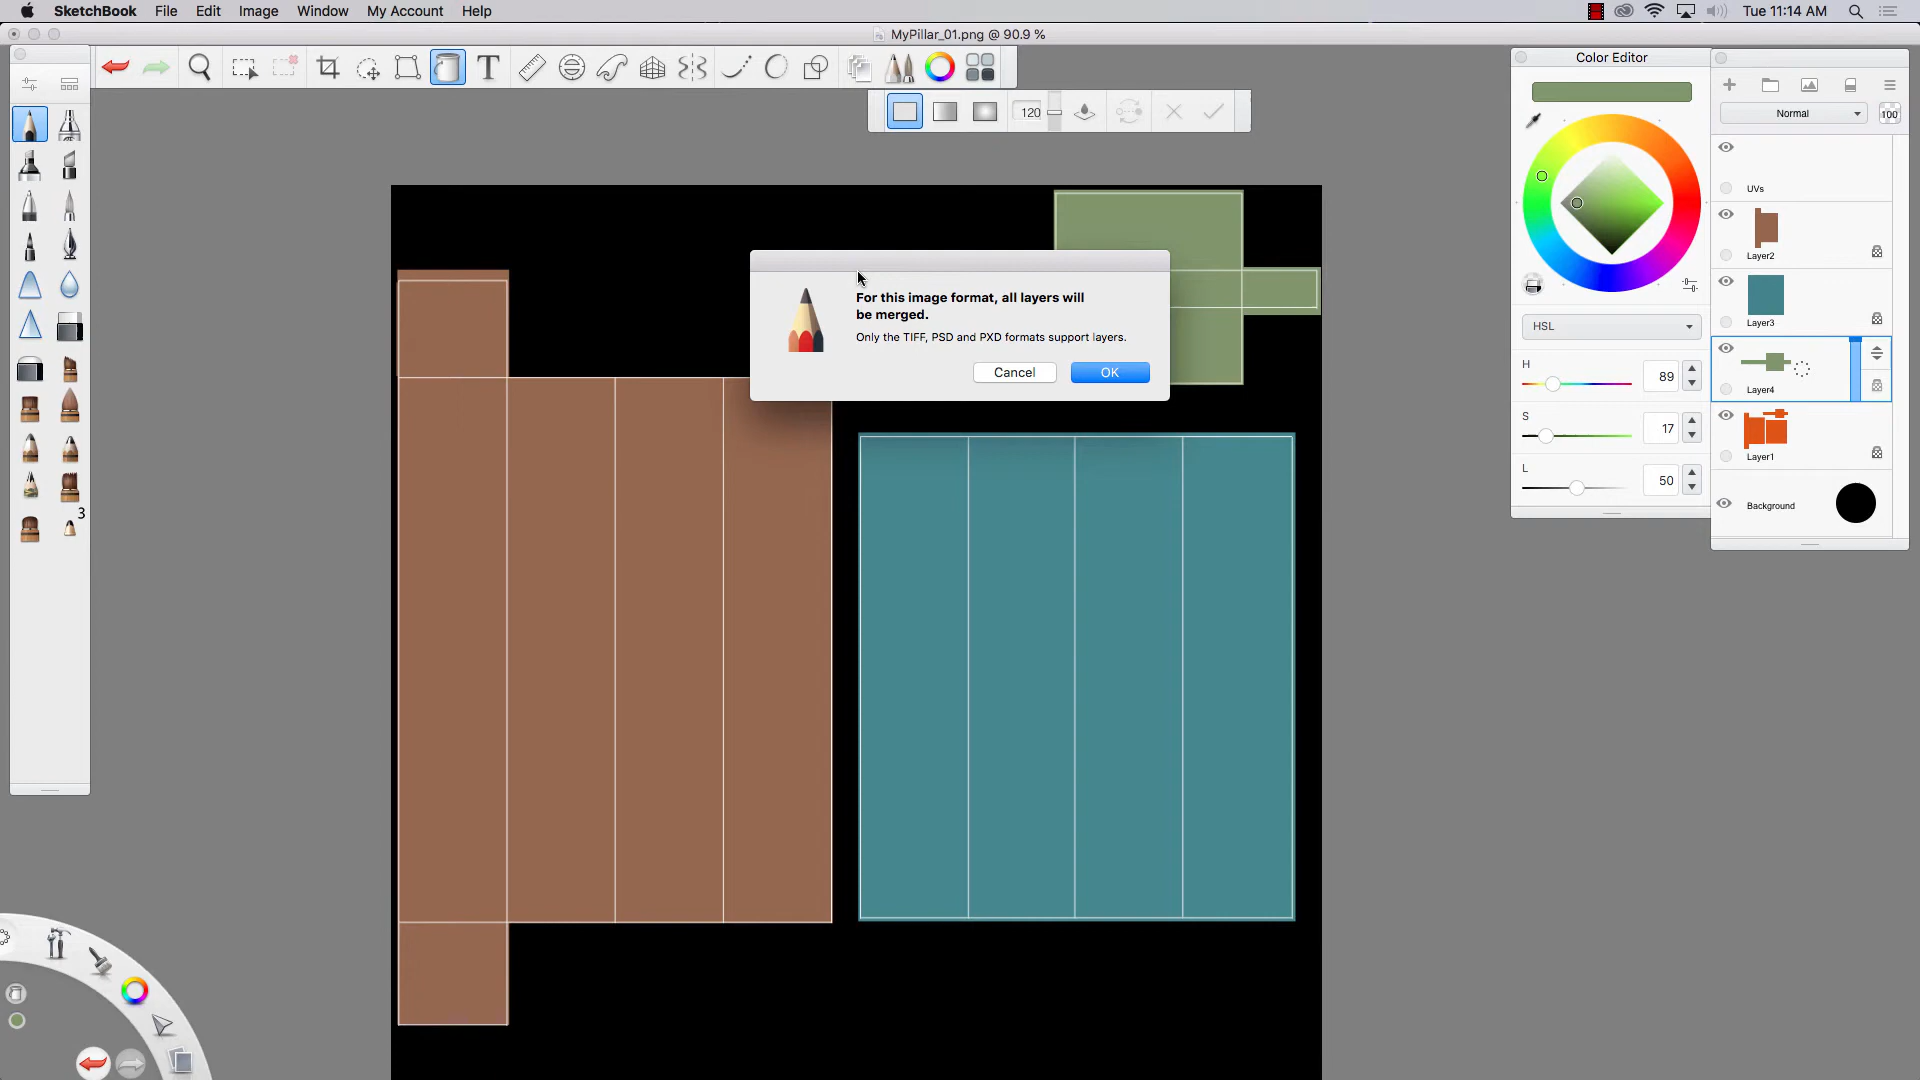 SketchBook File Edit Image Window My Account Help Tue 11:14 AM
MyPillar_01.png @ 90.9 %
T
120
For this image format, all layers will
be merged.
Only the TIFF, PSD and PXD formats support layers.
Cancel OK
3
Color Editor
HSL
H
89
S
17
L
50
Normal 100
UVs
Layer2
Layer3
Layer4
Layer1
Background